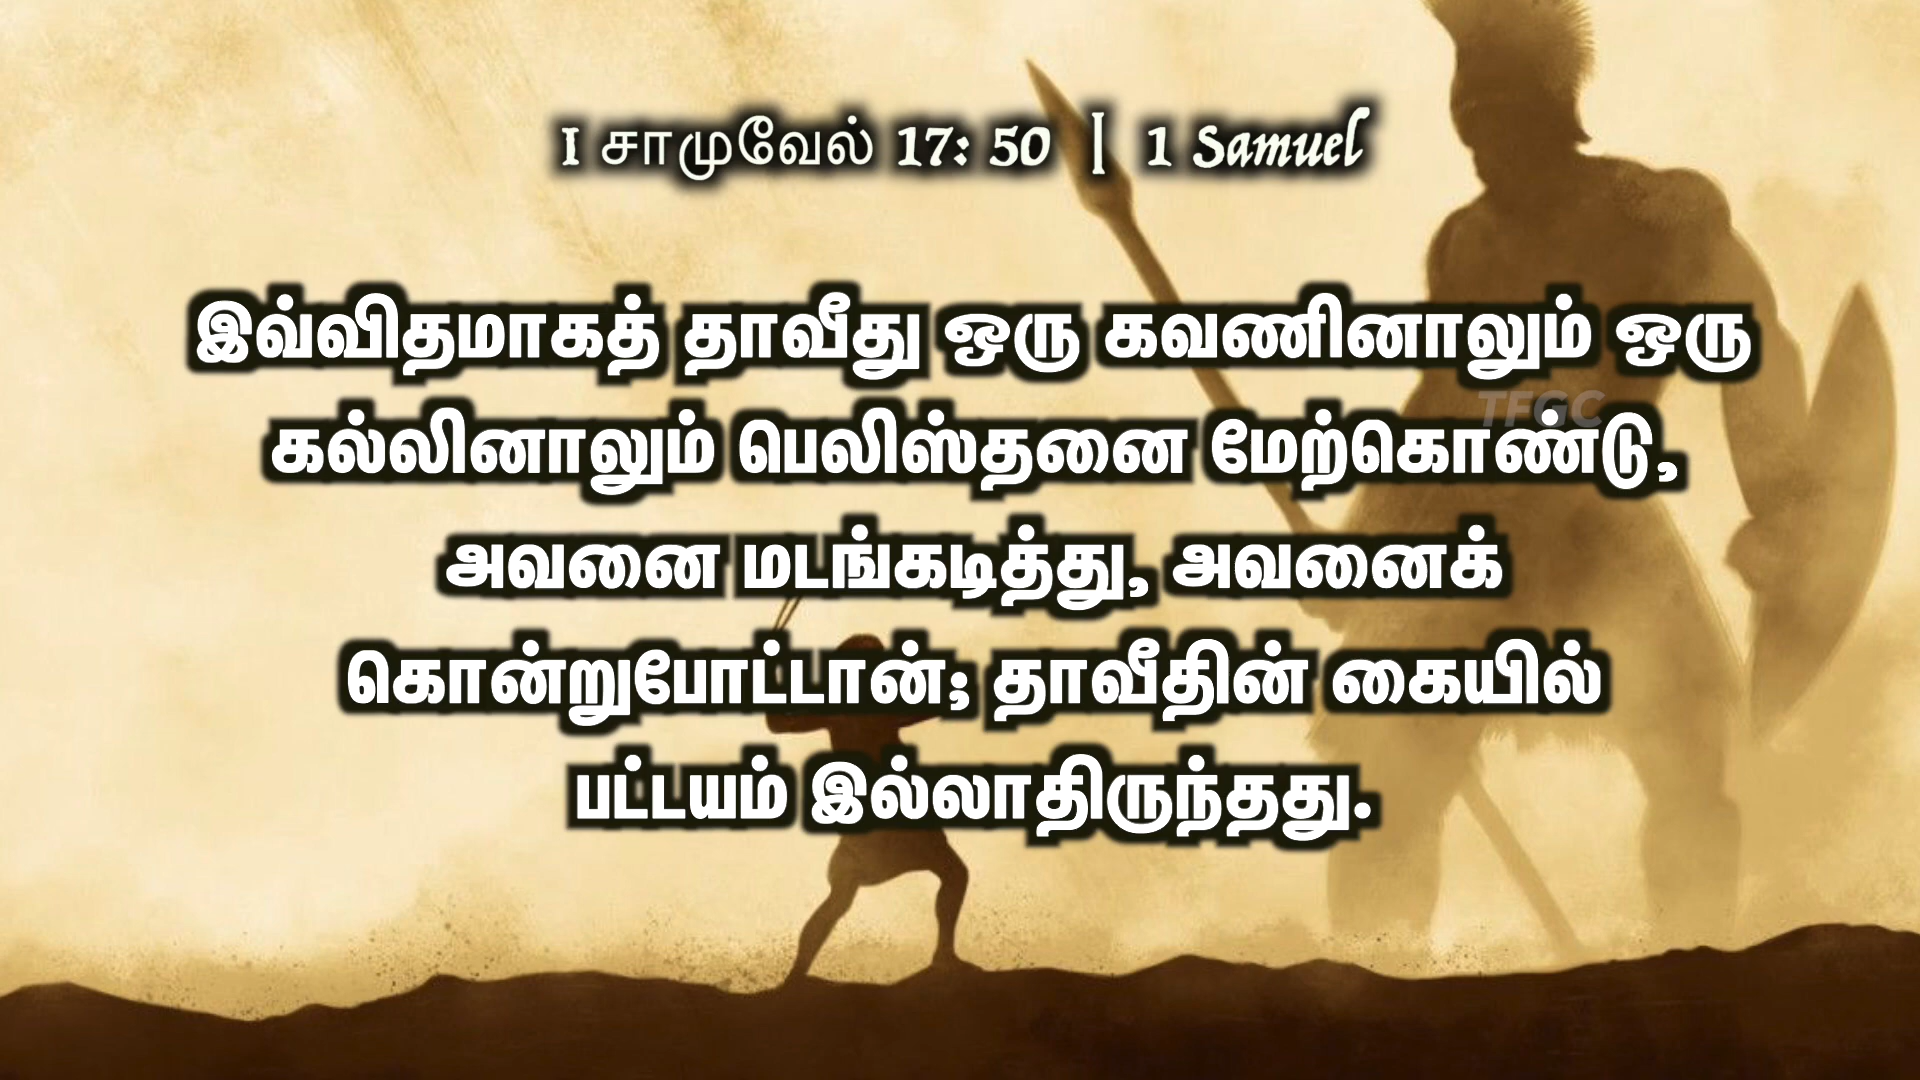 1 சாமுவேல் 17: 50 | 1 Samuel
இவ்விதமாகத் தாவீது ஒரு கவணினாலும் ஒரு
TFGC
கல்லினாலும் பெலிஸ்தனை மேற்கொண்டு,
அவனை மடங்கடித்து, அவனைக்
கொன்றுபோட்டான்; தாவீதின் கையில்
பட்டயம் இல்லாதிருந்தது.